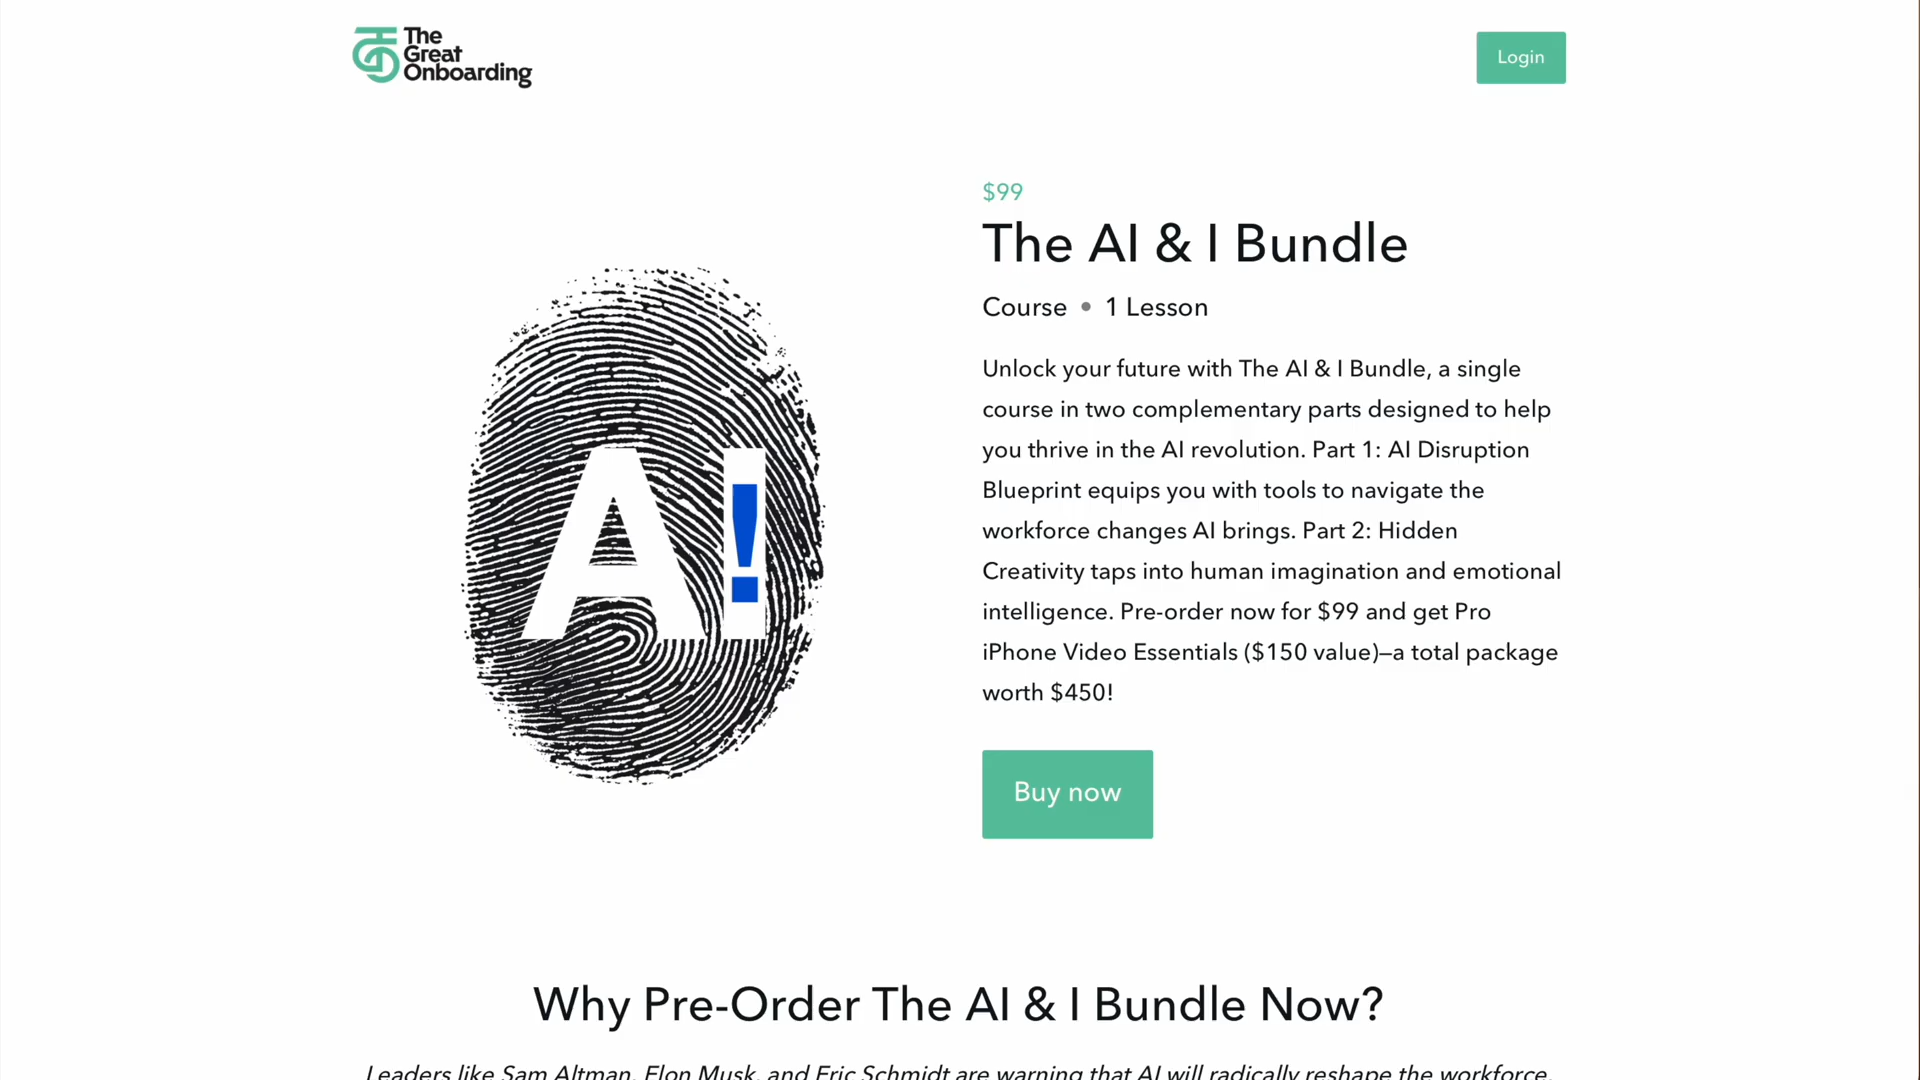 The
Great
Onboarding
Login
$99
The AI & I Bundle
Course • 1 Lesson
Unlock your future with The AI & I Bundle, a single
course in two complementary parts designed to help
you thrive in the AI revolution. Part 1: AI Disruption
Blueprint equips you with tools to navigate the
workforce changes AI brings. Part 2: Hidden
Creativity taps into human imagination and emotional
intelligence. Pre-order now for $99 and get Pro
iPhone Video Essentials ($150 value)—a total package
worth $450!
AI!
Buy now
Why Pre-Order The AI & I Bundle Now?
Leaders like Sam Altman, Elon Musk, and Eric Schmidt are warning that AI will radically reshape the workforce.